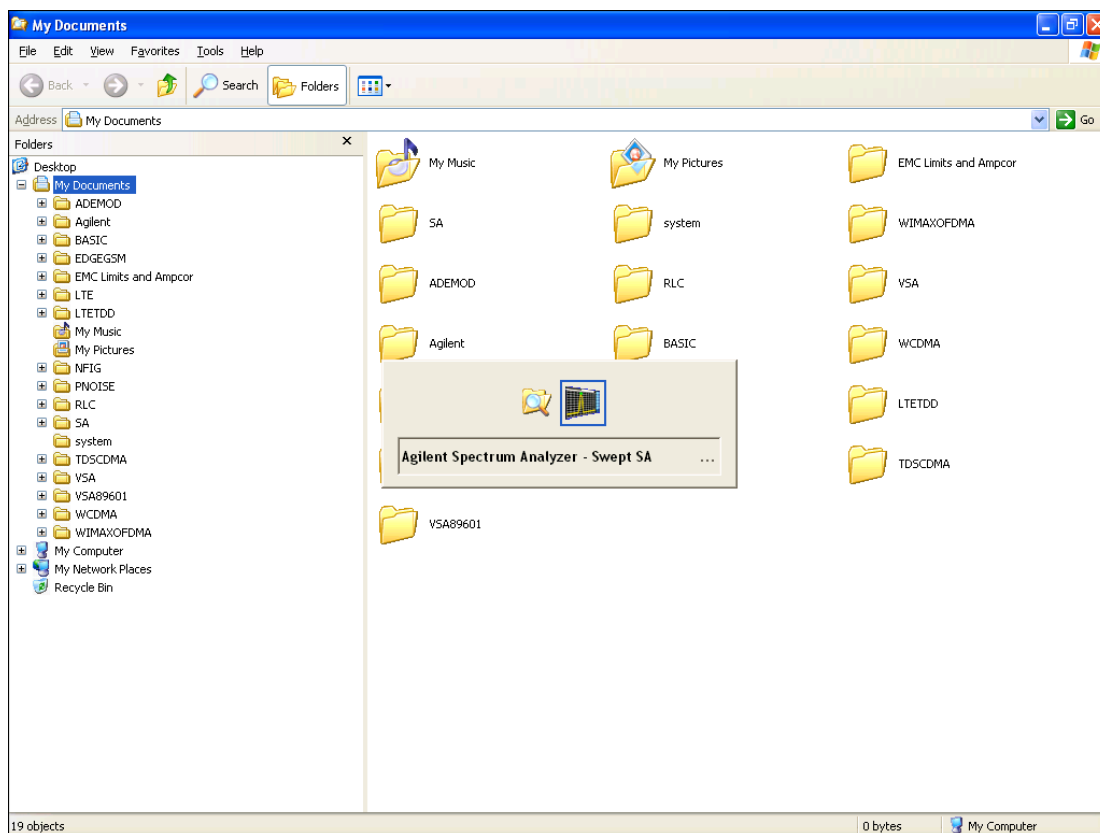 My Documents
File Edit View Favorites Tools Help
Back Search Folders
Address My Documents Go
Folders
Desktop
My Documents
ADEMOD
Agilent
BASIC
EDGEGSM
EMC Limits and Ampcor
LTE
LTETDD
My Music
My Pictures
NFIG
PNOISE
RLC
SA
system
TDSCDMA
VSA
VSA89601
WCDMA
WIMAXOFDMA
My Computer
My Network Places
Recycle Bin
My Music My Pictures EMC Limits and Ampcor
SA system WIMAXOFDMA
ADEMOD RLC VSA
Agilent BASIC WCDMA
LTETDD
Agilent Spectrum Analyzer - Swept SA ...
TDSCDMA
VSA89601
19 objects 0 bytes My Computer